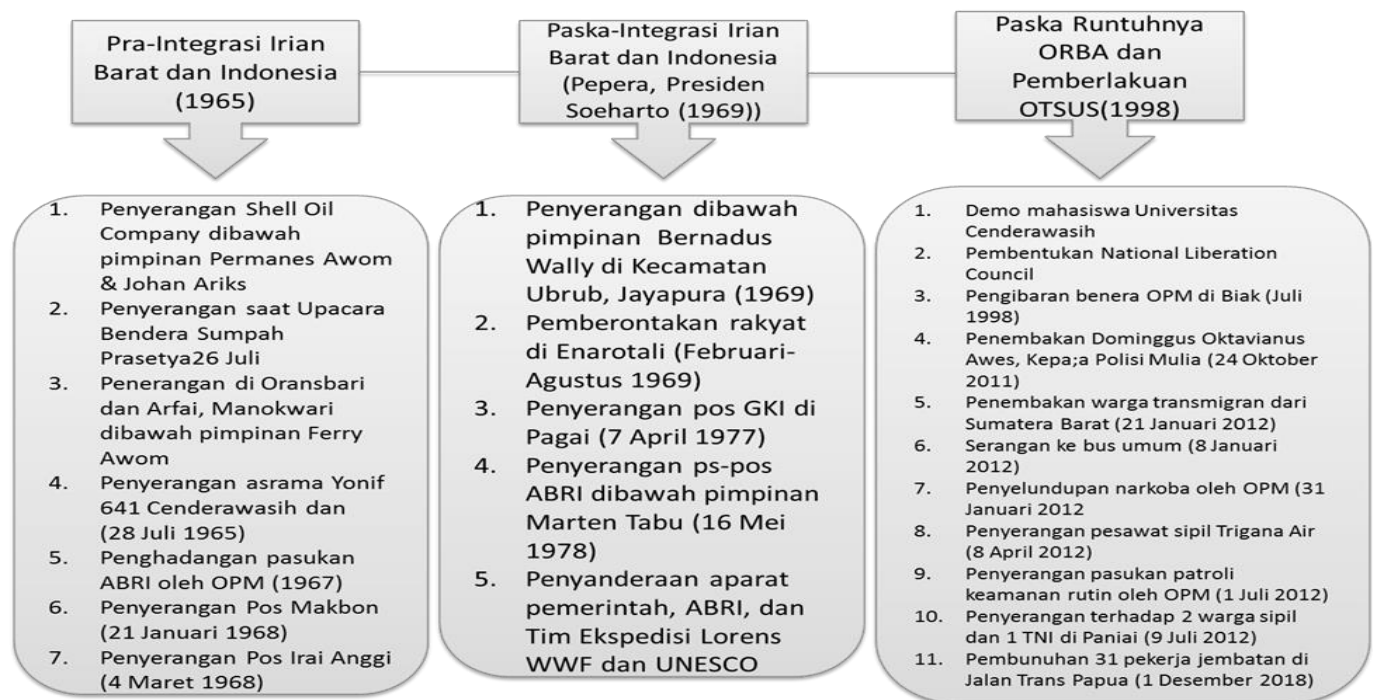 Pra-Integrasi Irian
Barat dan Indonesia
(1965)
1. Penyerangan Shell Oil
Company dibawah
pimpinan Permanes Awom
& Johan Ariks
2. Penyerangan saat Upacara
Bendera Sumpah
Prasetya26 Juli
3. Penerangan di Oransbari
dan Arfai, Manokwari
dibawah pimpinan Ferry
Awom
4. Penyerangan asrama Yonif
641 Cenderawasih dan
(28 Juli 1965)
5. Penghadangan pasukan
ABRI oleh OPM (1967)
6. Penyerangan Pos Makbon
(21 Januari 1968)
7. Penyerangan Pos Irai Anggi
(4 Maret 1968)
Paska-Integrasi Irian
Barat dan Indonesia
(Pepera, Presiden
Soeharto (1969))
1. Penyerangan dibawah
pimpinan Bernadus
Wally di Kecamatan
Ubrub, Jayapura (1969)
2. Pemberontakan rakyat
di Enarotali (Februari-
Agustus 1969)
3. Penyerangan pos GKI di
Pagai (7 April 1977)
4. Penyerangan ps-pos
ABRI dibawah pimpinan
Marten Tabu (16 Mei
1978)
5. Penyanderaan aparat
pemerintah, ABRI, dan
Tim Ekspedisi Lorens
WWF dan UNESCO
Paska Runtuhnya
ORBA dan
Pemberlakuan
OTSUS(1998)
1. Demo mahasiswa Universitas
Cenderawasih
2. Pembentukan National Liberation
Council
3. Pengibaran benera OPM di Biak (Juli
1998)
4. Penembakan Dominggus Oktavianus
Awes, Kepa;a Polisi Mulia (24 Oktober
2011)
5. Penembakan warga transmigran dari
Sumatera Barat (21 Januari 2012)
6. Serangan ke bus umum (8 Januari
2012)
7. Penyelundupan narkoba oleh OPM (31
Januari 2012
8. Penyerangan pesawat sipil Trigana Air
(8 April 2012)
9. Penyerangan pasukan patroli
keamanan rutin oleh OPM (1 Juli 2012)
10. Penyerangan terhadap 2 warga sipil
dan 1 TNI di Paniai (9 Juli 2012)
11. Pembunuhan 31 pekerja jembatan di
Jalan Trans Papua (1 Desember 2018)